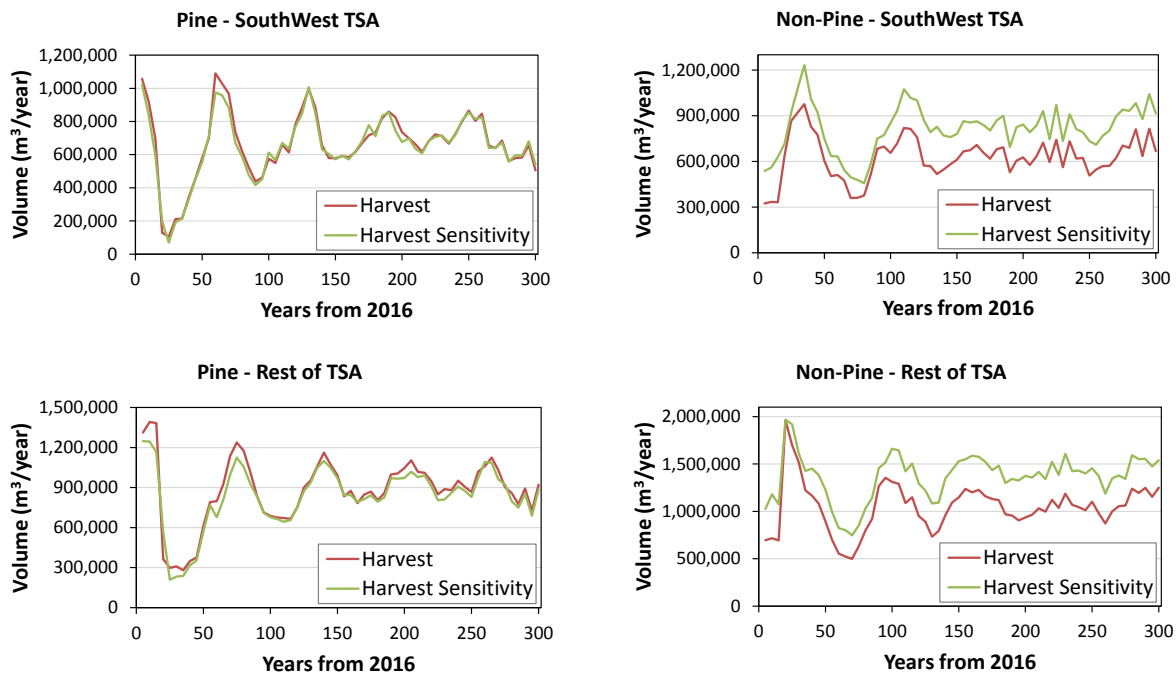 Pine - SouthWest TSA
Volume (m³/year)
1,200,000
1,000,000
800,000
600,000
400,000
200,000
0
Harvest
Harvest Sensitivity
0 50 100 150 200 250 300
Years from 2016
Non-Pine - SouthWest TSA
Volume (m³/year)
1,200,000
900,000
600,000
300,000
0
Harvest
Harvest Sensitivity
0 50 100 150 200 250 300
Years from 2016
Pine - Rest of TSA
Volume (m³/year)
1,500,000
1,200,000
900,000
600,000
300,000
0
Harvest
Harvest Sensitivity
0 50 100 150 200 250 300
Years from 2016
Non-Pine - Rest of TSA
Volume (m³/year)
2,000,000
1,500,000
1,000,000
500,000
0
Harvest
Harvest Sensitivity
0 50 100 150 200 250 300
Years from 2016